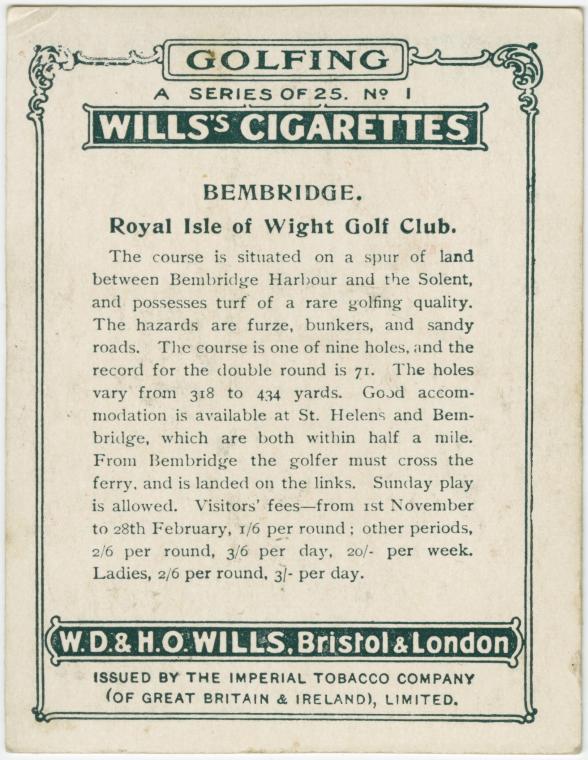 GOLFING
A SERIES OF 25. Nº 1
WILLS'S CIGARETTES
BEMBRIDGE.
Royal Isle of Wight Golf Club.
The course is situated on a spur of land
between Bembridge Harbour and the Solent,
and possesses turf of a rare golfing quality.
The hazards are furze, bunkers, and sandy
roads. The course is one of nine holes, and the
record for the double round is 71. The holes
vary from 318 to 434 yards. Good accom-
modation is available at St. Helens and Bem-
bridge, which are both within half a mile.
From Bembridge the golfer must cross the
ferry, and is landed on the links. Sunday play
is allowed. Visitors' fees—from 1st November
to 28th February, 1/6 per round; other periods,
2/6 per round, 3/6 per day, 20/- per week.
Ladies, 2/6 per round, 3/- per day.
W.D. & H.O. WILLS, Bristol & London
ISSUED BY THE IMPERIAL TOBACCO COMPANY
(OF GREAT BRITAIN & IRELAND), LIMITED.